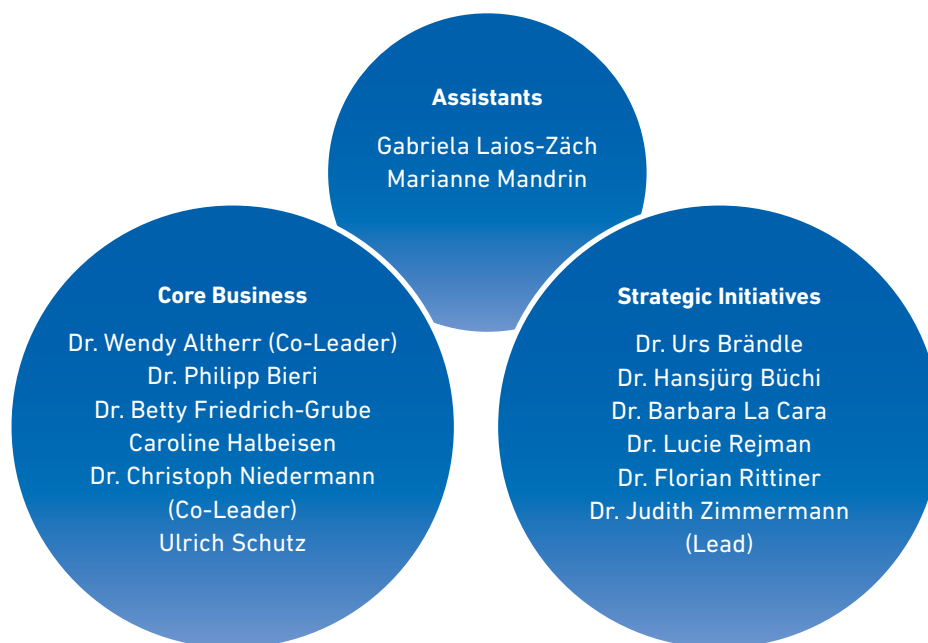 Assistants
Gabriela Laios-Zäch
Marianne Mandrin
Core Business
Dr. Wendy Altherr (Co-Leader)
Dr. Philipp Bieri
Dr. Betty Friedrich-Grube
Caroline Halbeisen
Dr. Christoph Niedermann
(Co-Leader)
Ulrich Schutz
Strategic Initiatives
Dr. Urs Brändle
Dr. Hansjürg Büchi
Dr. Barbara La Cara
Dr. Lucie Rejman
Dr. Florian Rittiner
Dr. Judith Zimmermann
(Lead)